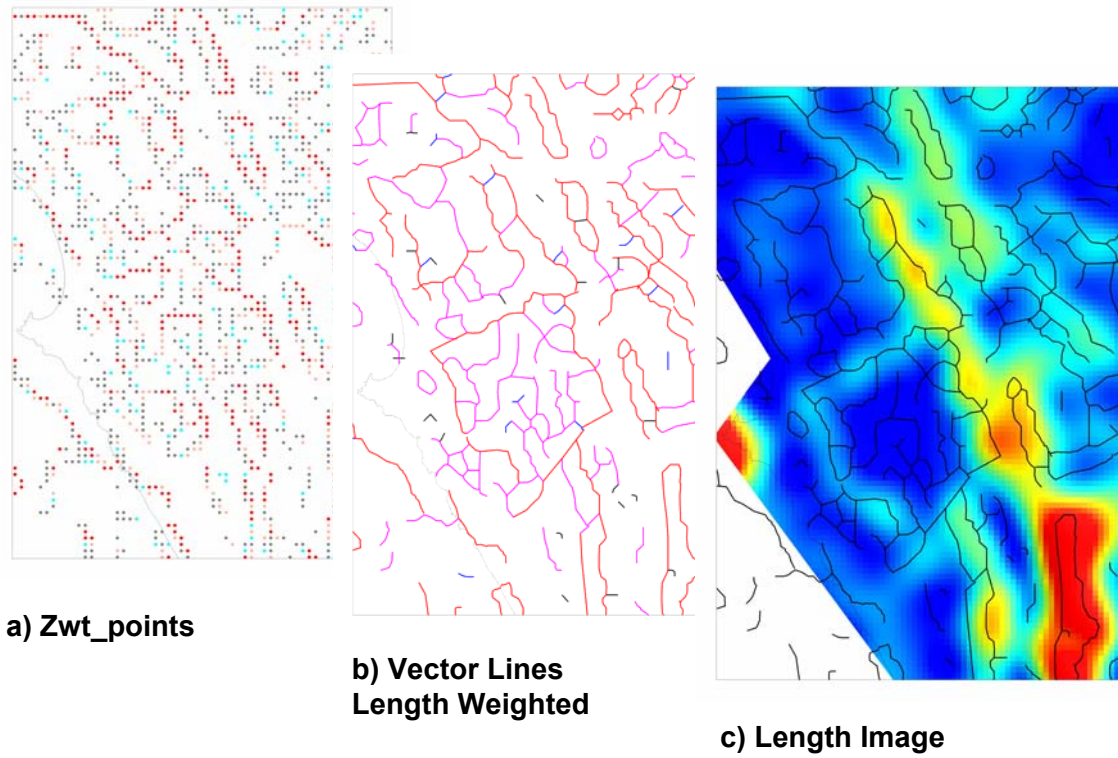 a) Zwt_points
b) Vector Lines
Length Weighted
c) Length Image